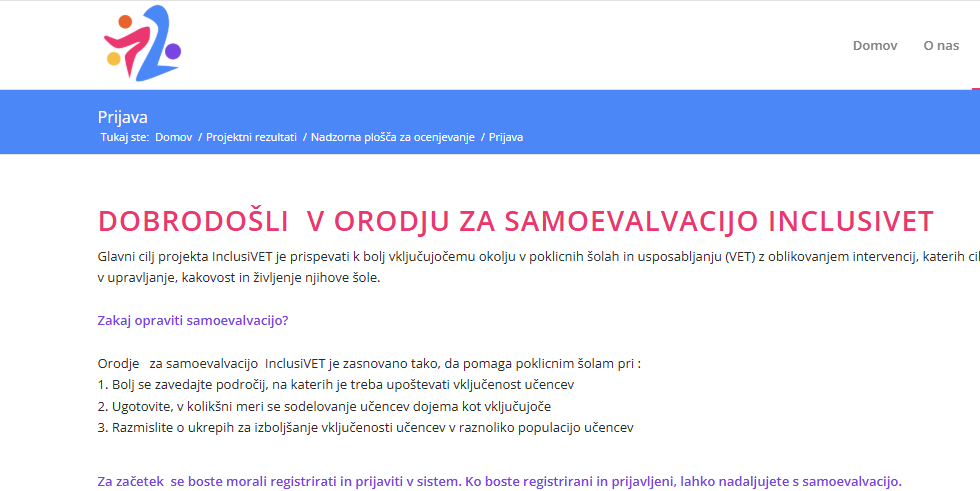 Domov O nas
Prijava
Tukaj ste: Domov / Projektni rezultati / Nadzorna plošča za ocenjevanje / Prijava
DOBRODOŠLI V ORODJU ZA SAMOEVALVACIJO INCLUSIVET
Glavni cilj projekta InclusiVET je prispevati k bolj vključujočemu okolju v poklicnih šolah in usposabljanju (VET) z oblikovanjem intervencij, katerih
v upravljanje, kakovost in življenje njihove šole.
Zakaj opraviti samoevalvacijo?
Orodje za samoevalvacijo InclusiVET je zasnovano tako, da pomaga poklicnim šolam pri :
1. Bolj se zavedajte področij, na katerih je treba upoštevati vključenost učencev
2. Ugotovite, v kolikšni meri se sodelovanje učencev dojema kot vključujoče
3. Razmislite o ukrepih za izboljšanje vključenosti učencev v raznoliko populacijo učencev
Za začetek se boste morali registrirati in prijaviti v sistem. Ko boste registrirani in prijavljeni, lahko nadaljujete s samoevalvacijo.